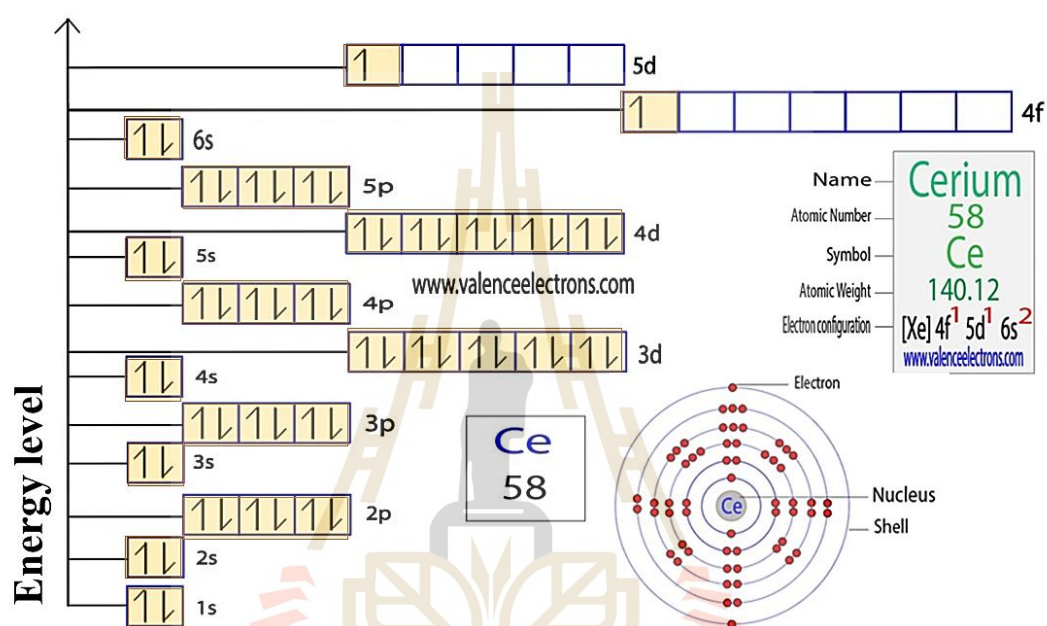 5d
4f
6s
5p
4d
5s
www.valenceelectrons.com
4p
3d
4s
3p
3s
2p
2s
1s
Energy level
Name
Cerium
Atomic Number
58
Symbol
Ce
Atomic Weight
140.12
Electron configuration
[Xe] 4f¹ 5d¹ 6s²
www.valenceelectrons.com
Ce
58
Electron
Ce
Nucleus
Shell